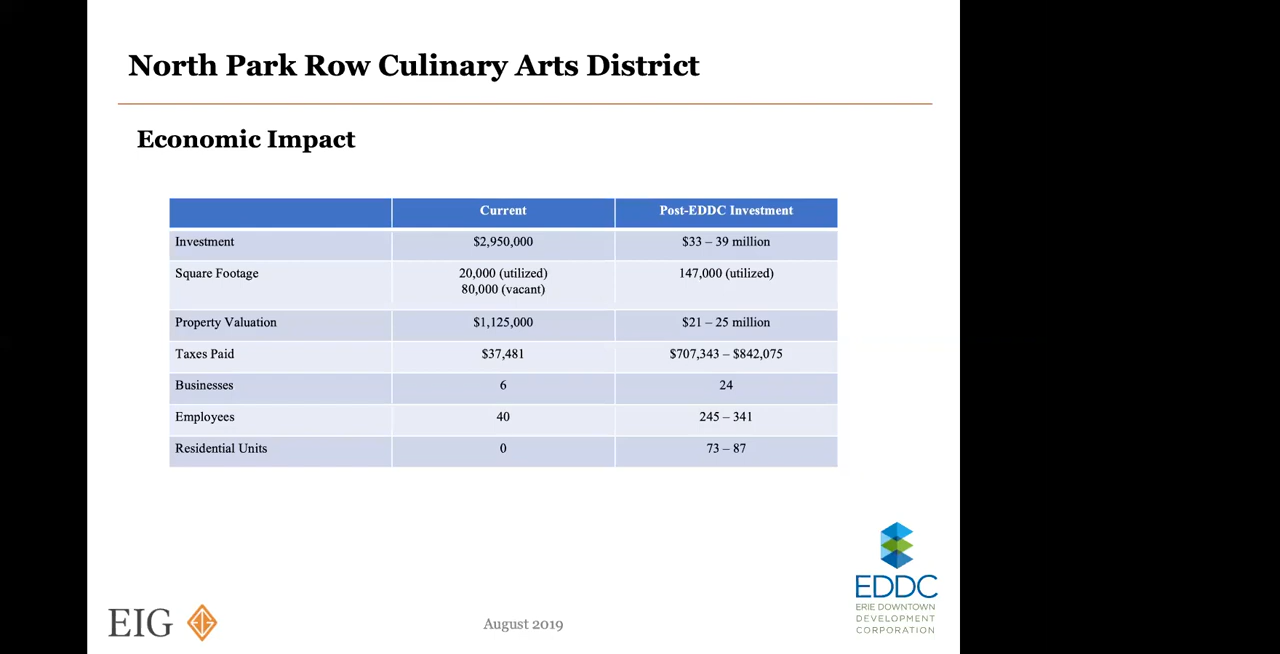 North Park Row Culinary Arts District
Economic Impact
Current Post-EDDC Investment
Investment $2,950,000 $33 – 39 million
Square Footage 20,000 (utilized) 147,000 (utilized)
80,000 (vacant)
Property Valuation $1,125,000 $21 – 25 million
Taxes Paid $37,481 $707,343 – $842,075
Businesses 6 24
Employees 40 245 – 341
Residential Units 0 73 – 87
EIG
August 2019
EDDC
ERIE DOWNTOWN
DEVELOPMENT
CORPORATION